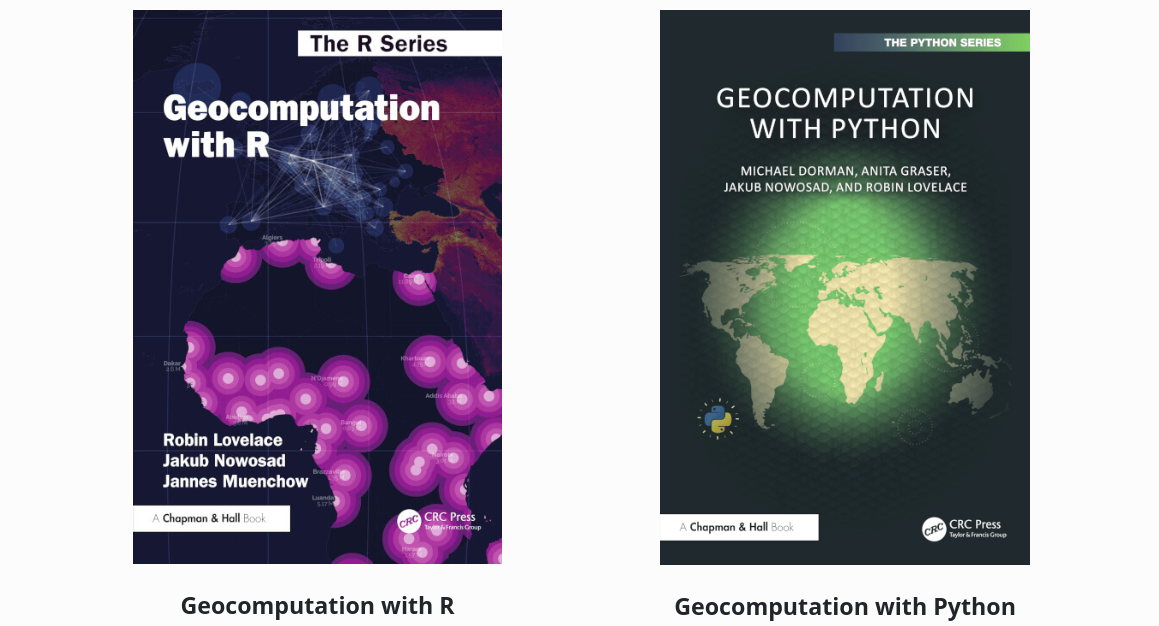 The R Series
Geocomputation
with R
Algiers
Tripoli
Dakar
Khartoum
N'Djamena
Addis Ababa
Robin Lovelace
Jakub Nowosad
Jannes Muenchow
Brazzaville
Luanda
A Chapman & Hall Book
CRC
CRC Press
Taylor & Francis Group
Geocomputation with R
THE PYTHON SERIES
GEOCOMPUTATION
WITH PYTHON
MICHAEL DORMAN, ANITA GRASER,
JAKUB NOWOSAD, AND ROBIN LOVELACE
A Chapman & Hall Book
CRC
CRC Press
Taylor & Francis Group
Geocomputation with Python